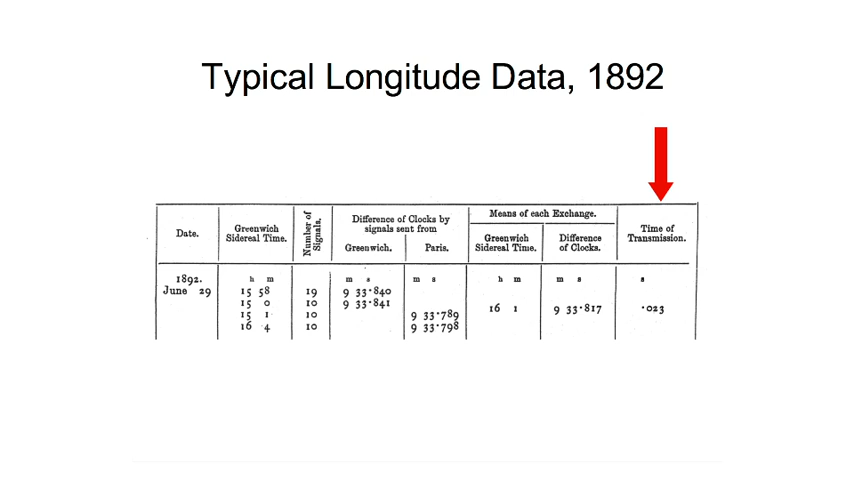 Typical Longitude Data, 1892
Date.
Greenwich
Sidereal Time.
Number of
Signals.
Difference of Clocks by
signals sent from
Greenwich.
Paris.
Means of each Exchange.
Greenwich
Sidereal Time.
Difference
of Clocks.
Time of
Transmission.
1892. h m m s m s h m m s s
June 29 15 58 19 9 33·840
15 0 10 9 33·841
16 1 9 33·817 ·023
15 1 10 9 33·789
16 4 10 9 33·798